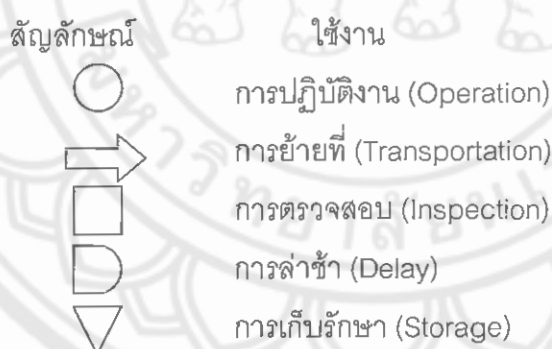 สัญลักษณ์ ใช้งาน
การปฏิบัติงาน (Operation)
การย้ายที่ (Transportation)
การตรวจสอบ (Inspection)
การล่าช้า (Delay)
การเก็บรักษา (Storage)